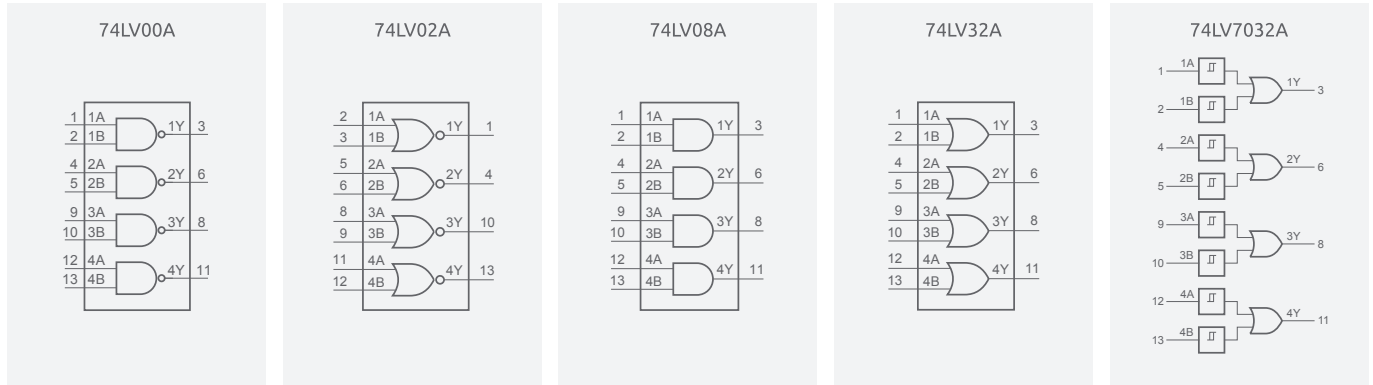 74LV00A
1 1A
2 1B
1Y 3
4 2A
5 2B
2Y 6
9 3A
10 3B
3Y 8
12 4A
13 4B
4Y 11
74LV02A
2 1A
3 1B
1Y 1
5 2A
6 2B
2Y 4
8 3A
9 3B
3Y 10
11 4A
12 4B
4Y 13
74LV08A
1 1A
2 1B
1Y 3
4 2A
5 2B
2Y 6
9 3A
10 3B
3Y 8
12 4A
13 4B
4Y 11
74LV32A
1 1A
2 1B
1Y 3
4 2A
5 2B
2Y 6
9 3A
10 3B
3Y 8
12 4A
13 4B
4Y 11
74LV7032A
1 1A
2 1B
1Y 3
4 2A
5 2B
2Y 6
9 3A
10 3B
3Y 8
12 4A
13 4B
4Y 11